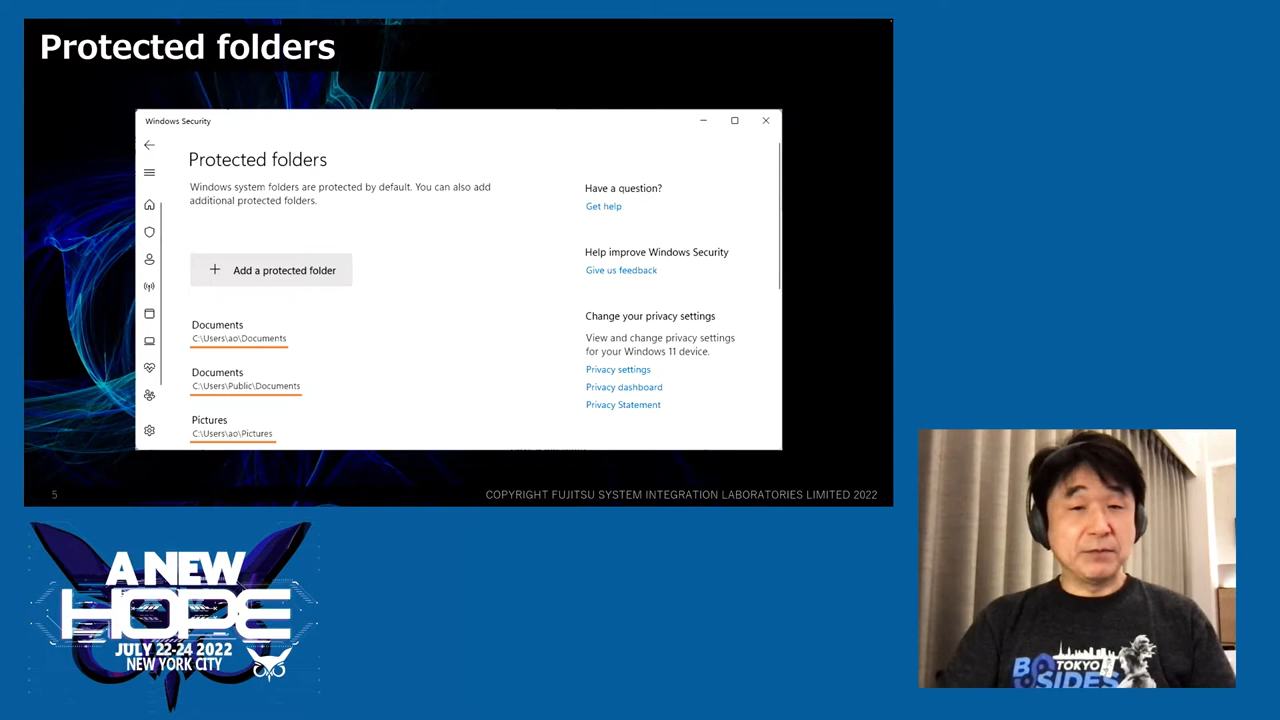 Protected folders
Windows Security
Protected folders
Windows system folders are protected by default. You can also add
additional protected folders.
Add a protected folder
Documents
C:\Users\ao\Documents
Documents
C:\Users\Public\Documents
Pictures
C:\Users\ao\Pictures
Have a question?
Get help
Help improve Windows Security
Give us feedback
Change your privacy settings
View and change privacy settings
for your Windows 11 device.
Privacy settings
Privacy dashboard
Privacy Statement
5
COPYRIGHT FUJITSU SYSTEM INTEGRATION LABORATORIES LIMITED 2022
A NEW
HOPE
JULY 22-24 2022
NEW YORK CITY
TOKYO
BSIDES